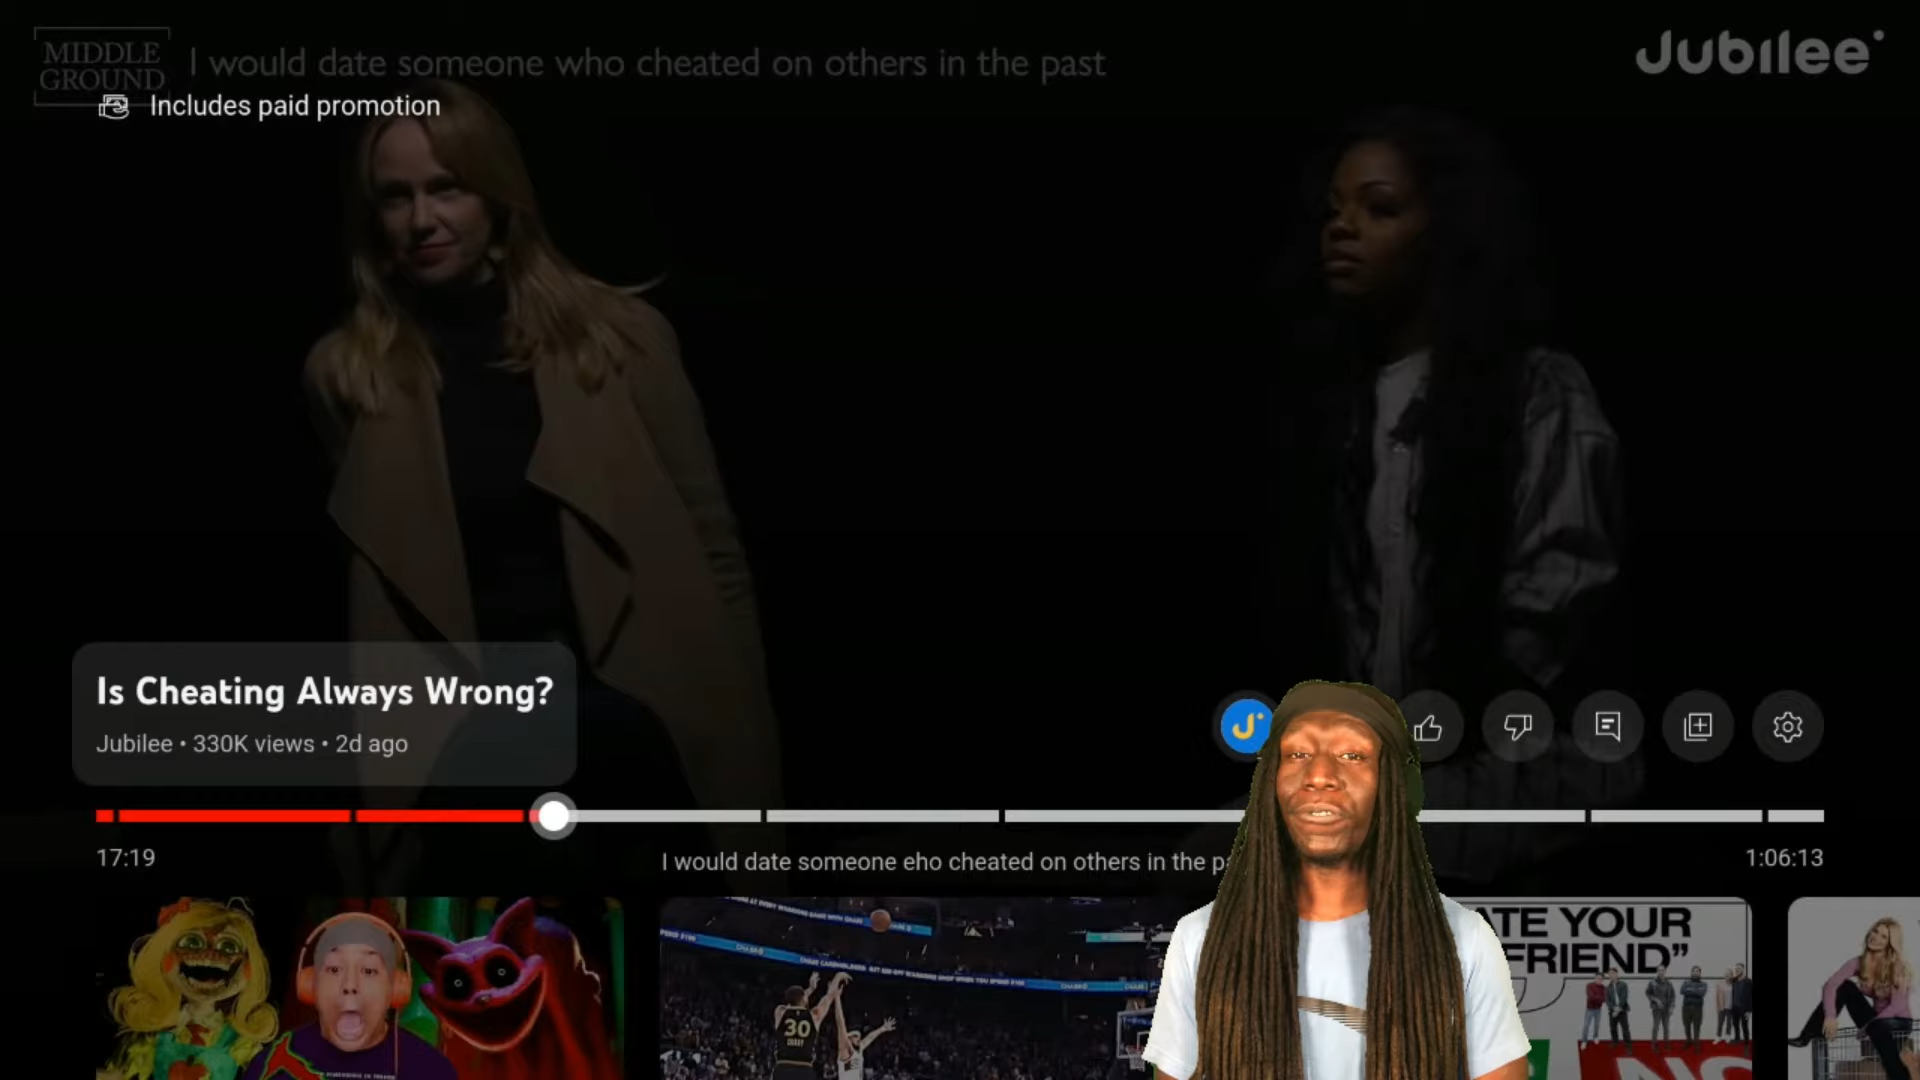 MIDDLE
GROUND
I would date someone who cheated on others in the past
Jubilee
Includes paid promotion
Is Cheating Always Wrong?
Jubilee • 330K views • 2d ago
17:19
I would date someone eho cheated on others in the
1:06:13
30
CURRY
ATE YOUR
FRIEND”
NO